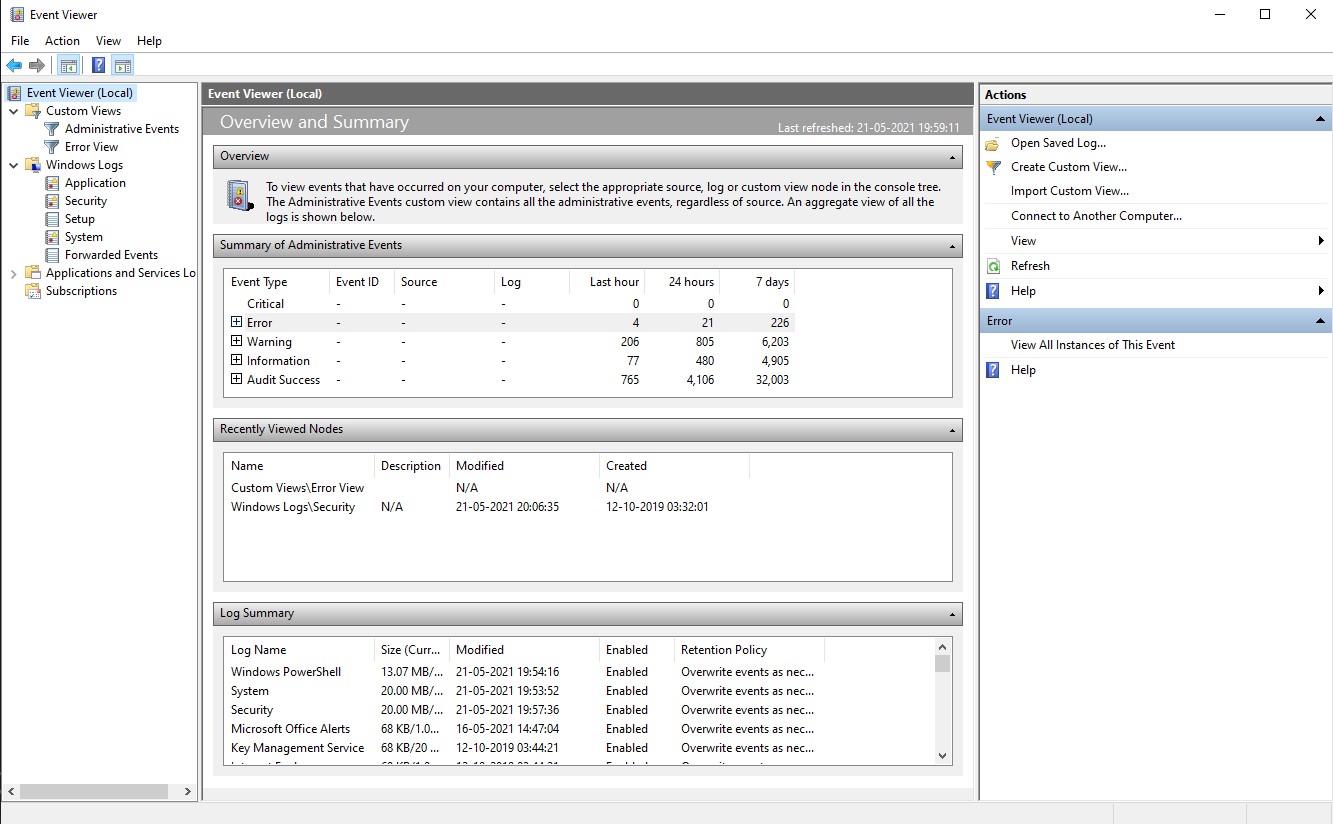 Event Viewer
File Action View Help
Event Viewer (Local)
Custom Views
Administrative Events
Error View
Windows Logs
Application
Security
Setup
System
Forwarded Events
Applications and Services Lo
Subscriptions
Event Viewer (Local)
Overview and Summary
Last refreshed: 21-05-2021 19:59:11
Overview
To view events that have occurred on your computer, select the appropriate source, log or custom view node in the console tree.
The Administrative Events custom view contains all the administrative events, regardless of source. An aggregate view of all the
logs is shown below.
Summary of Administrative Events
Event Type Event ID Source Log Last hour 24 hours 7 days
Critical - - - 0 0 0
Error - - - 4 21 226
Warning - - - 206 805 6,203
Information - - - 77 480 4,905
Audit Success - - - 765 4,106 32,003
Recently Viewed Nodes
Name Description Modified Created
Custom Views\Error View N/A N/A
Windows Logs\Security N/A 21-05-2021 20:06:35 12-10-2019 03:32:01
Log Summary
Log Name Size (Curr... Modified Enabled Retention Policy
Windows PowerShell 13.07 MB/... 21-05-2021 19:54:16 Enabled Overwrite events as nec...
System 20.00 MB/... 21-05-2021 19:53:52 Enabled Overwrite events as nec...
Security 20.00 MB/... 21-05-2021 19:57:36 Enabled Overwrite events as nec...
Microsoft Office Alerts 68 KB/1.0... 16-05-2021 14:47:04 Enabled Overwrite events as nec...
Key Management Service 68 KB/20 ... 12-10-2019 03:44:21 Enabled Overwrite events as nec...
Actions
Event Viewer (Local)
Open Saved Log...
Create Custom View...
Import Custom View...
Connect to Another Computer...
View
Refresh
Help
Error
View All Instances of This Event
Help